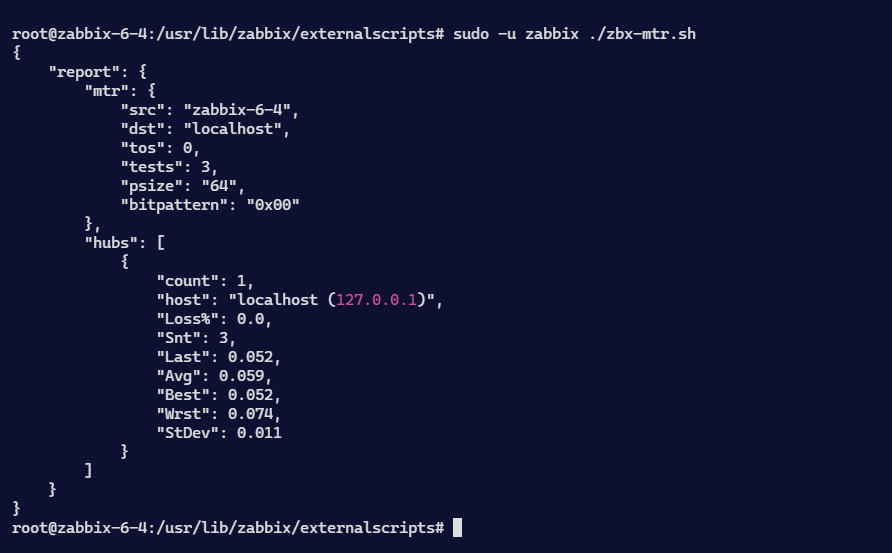 root@zabbix-6-4:/usr/lib/zabbix/externalscripts# sudo -u zabbix ./zbx-mtr.sh
{
    "report": {
        "mtr": {
            "src": "zabbix-6-4",
            "dst": "localhost",
            "tos": 0,
            "tests": 3,
            "psize": "64",
            "bitpattern": "0x00"
        },
        "hubs": [
            {
                "count": 1,
                "host": "localhost (127.0.0.1)",
                "Loss%": 0.0,
                "Snt": 3,
                "Last": 0.052,
                "Avg": 0.059,
                "Best": 0.052,
                "Wrst": 0.074,
                "StDev": 0.011
            }
        ]
    }
}
root@zabbix-6-4:/usr/lib/zabbix/externalscripts#